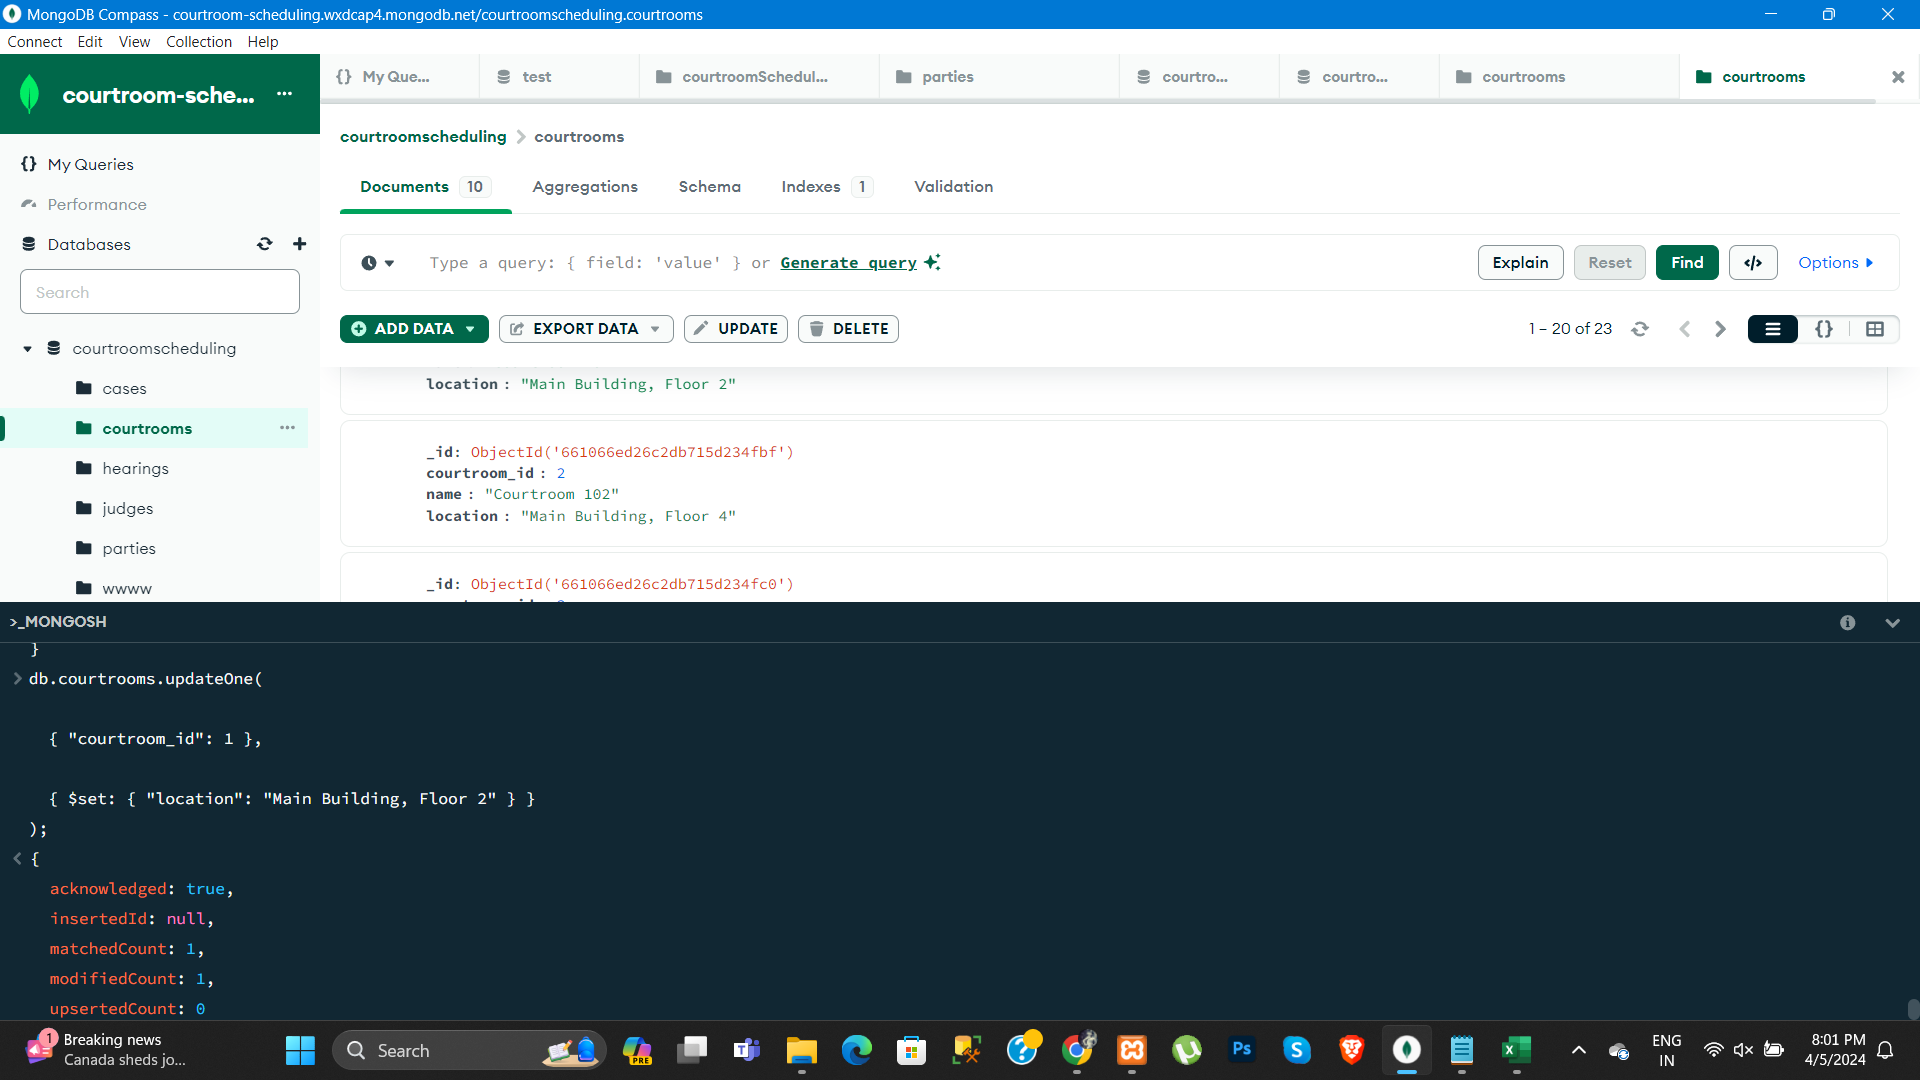 MongoDB Compass - courtroom-scheduling.wxdcap4.mongodb.net/courtroomscheduling.courtrooms
Connect Edit View Collection Help
courtroom-sche... ...
{} My Que... test courtroomSchedul... parties courtro... courtro... courtrooms courtrooms
courtroomscheduling > courtrooms
{} My Queries
Documents 10 Aggregations Schema Indexes 1 Validation
Performance
Databases
Type a query: { field: 'value' } or Generate query Explain Reset Find </> Options
Search
ADD DATA EXPORT DATA UPDATE DELETE 1 – 20 of 23 {}
courtroomscheduling
cases
courtrooms ...
hearings
judges
parties
wwww
location : "Main Building, Floor 2"
_id: ObjectId('661066ed26c2db715d234fbf')
courtroom_id : 2
name : "Courtroom 102"
location : "Main Building, Floor 4"
_id: ObjectId('661066ed26c2db715d234fc0')
>_MONGOSH
}
> db.courtrooms.updateOne(
{ "courtroom_id": 1 },
{ $set: { "location": "Main Building, Floor 2" } }
);
< {
acknowledged: true,
insertedId: null,
matchedCount: 1,
modifiedCount: 1,
upsertedCount: 0
1 Breaking news
Canada sheds jo...
Search
PRE
Ps
ENG
IN
8:01 PM
4/5/2024